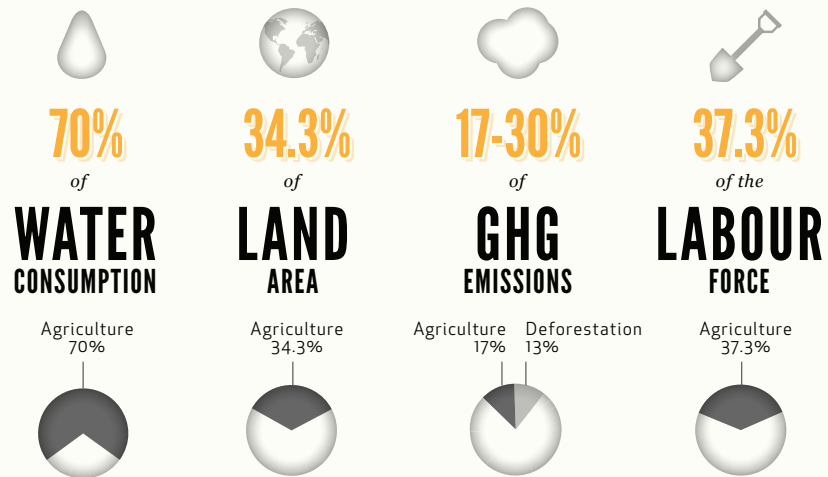 70%
of
WATER
CONSUMPTION
Agriculture
70%
34.3%
of
LAND
AREA
Agriculture
34.3%
17-30%
of
GHG
EMISSIONS
Agriculture
17%
Deforestation
13%
37.3%
of the
LABOUR
FORCE
Agriculture
37.3%